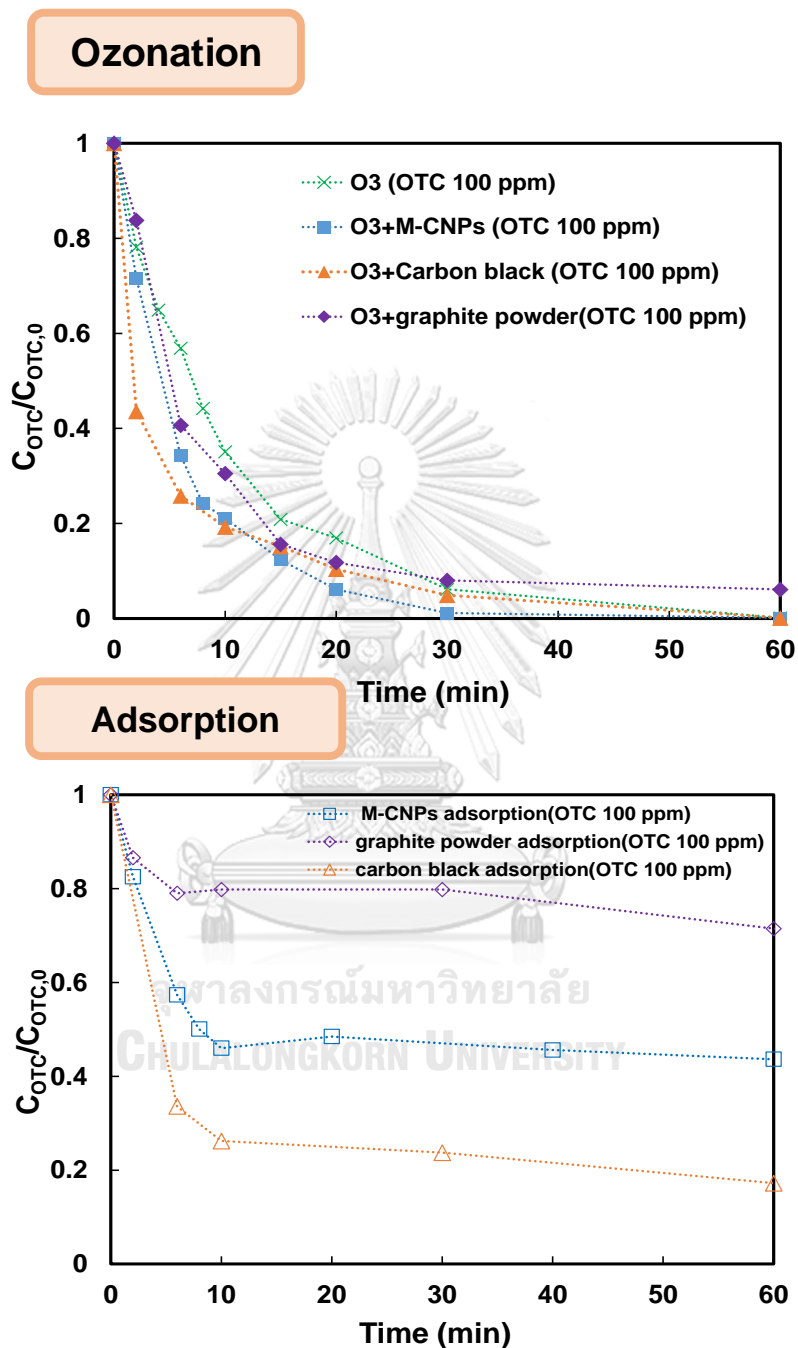 Ozonation
1
0.8
0.6
0.4
0.2
0
C_OTC/C_OTC,0
O3 (OTC 100 ppm)
O3+M-CNPs (OTC 100 ppm)
O3+Carbon black (OTC 100 ppm)
O3+graphite powder(OTC 100 ppm)
0 10 20 30 40 50 60
Time (min)
Adsorption
1
0.8
0.6
0.4
0.2
0
C_OTC/C_OTC,0
M-CNPs adsorption(OTC 100 ppm)
graphite powder adsorption(OTC 100 ppm)
carbon black adsorption(OTC 100 ppm)
จุฬาลงกรณ์มหาวิทยาลัย
CHULALONGKORN UNIVERSITY
0 10 20 30 40 50 60
Time (min)